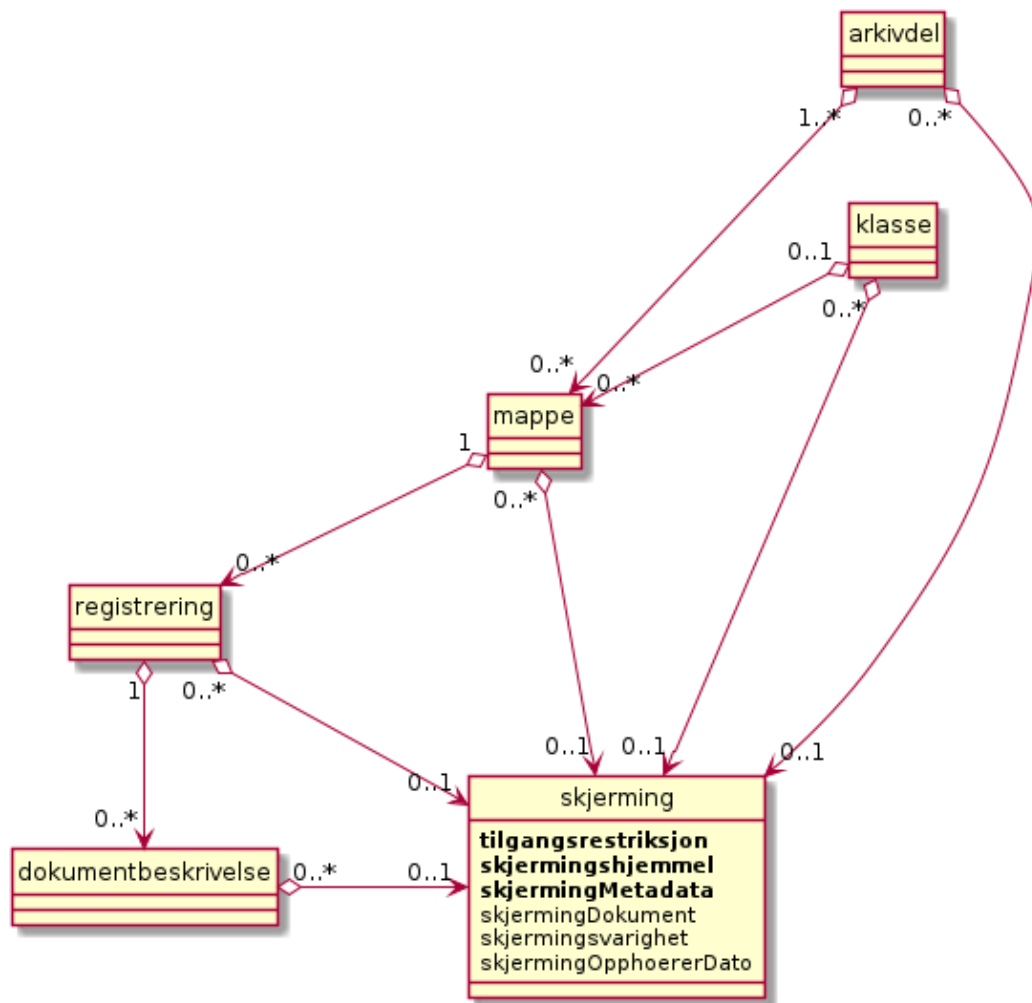 arkivdel
1..*
0..*
klasse
0..1
0..*
0..*
0..*
mappe
1
0..*
0..*
registrering
1
0..*
0..1
0..1
0..1
0..1
skjerming
0..*
tilgangsrestriksjon
skjermingshjemmel
skjermingMetadata
skjermingDokument
skjermingsvarighet
skjermingOpphoererDato
dokumentbeskrivelse
0..*
0..1